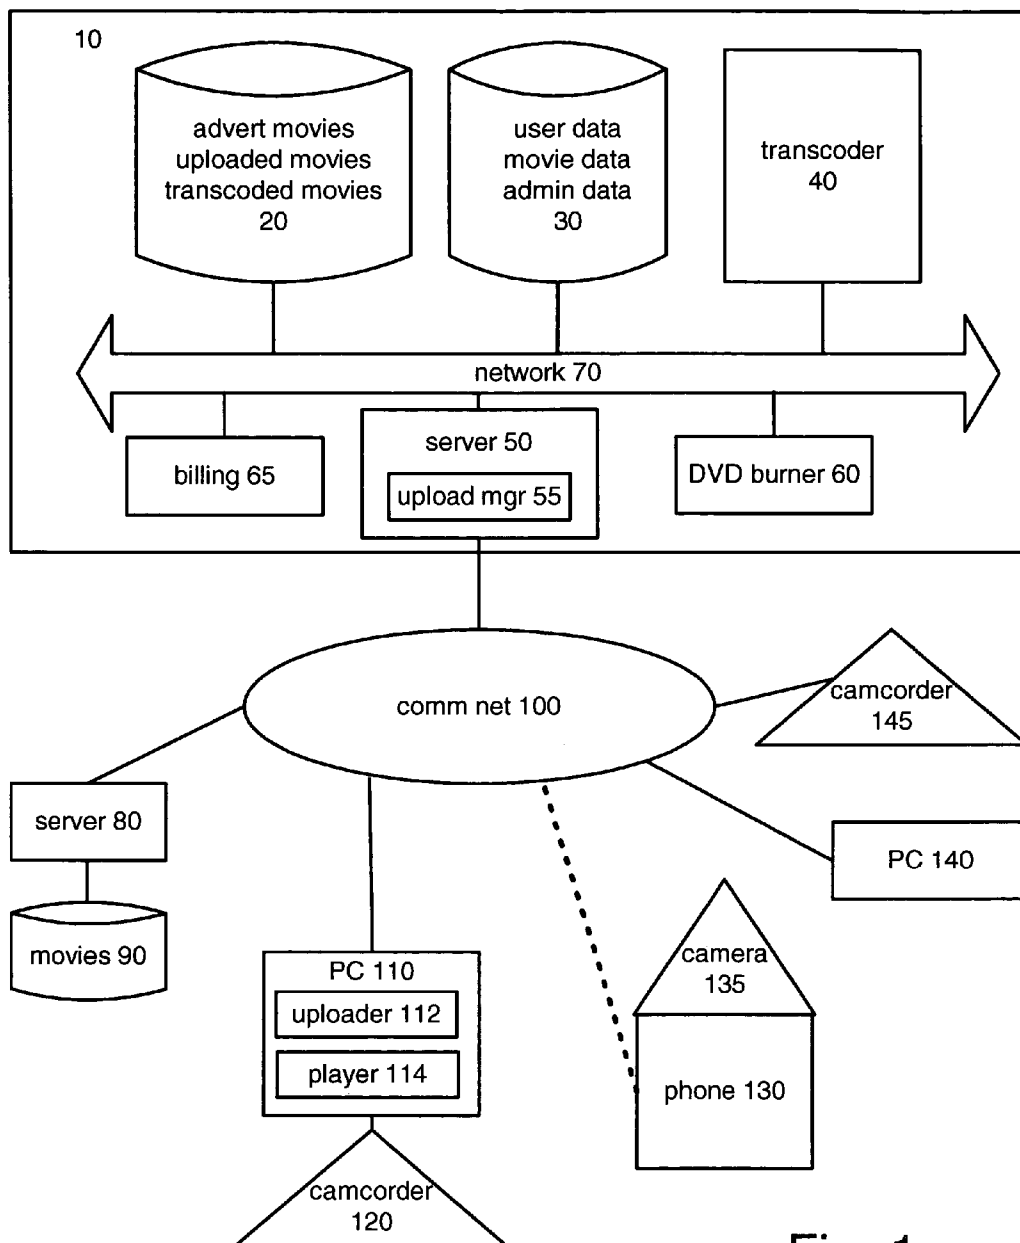 10
advert movies
uploaded movies
transcoded movies
20
user data
movie data
admin data
30
transcoder
40
network 70
billing 65
server 50
upload mgr 55
DVD burner 60
comm net 100
camcorder
145
server 80
movies 90
PC 140
PC 110
uploader 112
player 114
camera
135
phone 130
camcorder
120
Fig. 1